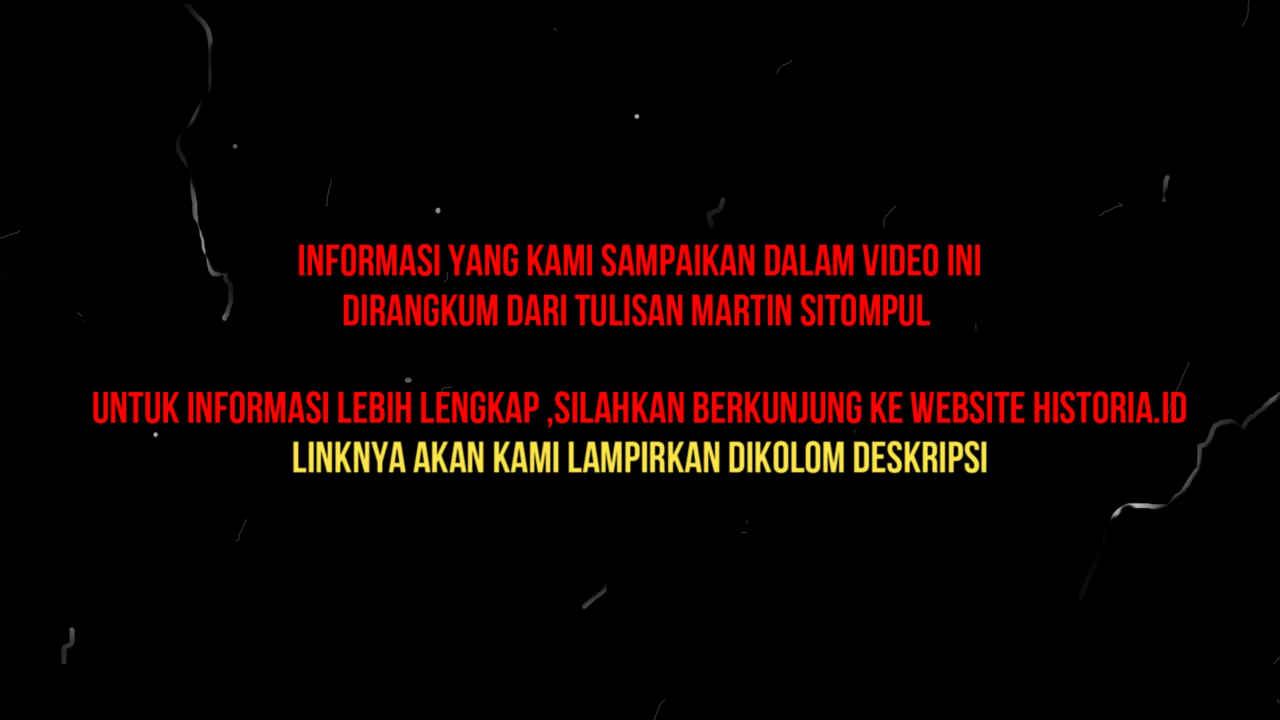 INFORMASI YANG KAMI SAMPAIKAN DALAM VIDEO INI
DIRANGKUM DARI TULISAN MARTIN SITOMPUL
UNTUK INFORMASI LEBIH LENGKAP ,SILAHKAN BERKUNJUNG KE WEBSITE HISTORIA.ID
LINKNYA AKAN KAMI LAMPIRKAN DIKOLOM DESKRIPSI